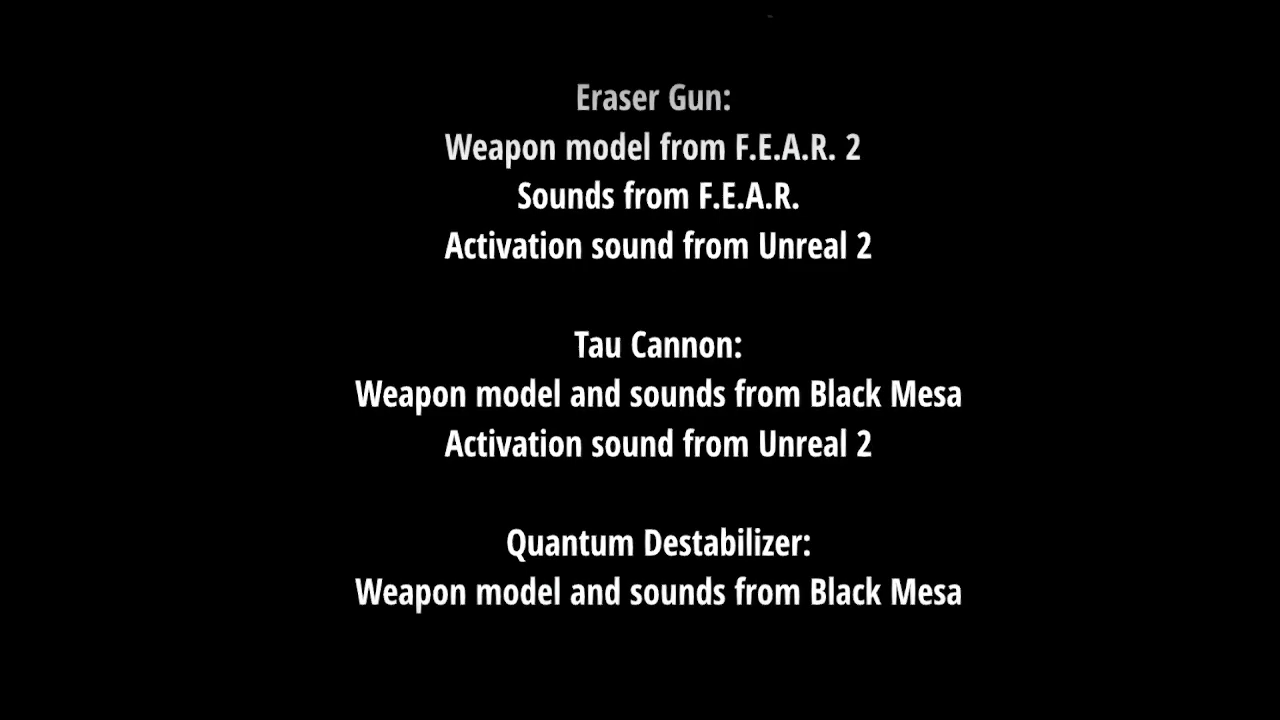 Eraser Gun:
Weapon model from F.E.A.R. 2
Sounds from F.E.A.R.
Activation sound from Unreal 2
Tau Cannon:
Weapon model and sounds from Black Mesa
Activation sound from Unreal 2
Quantum Destabilizer:
Weapon model and sounds from Black Mesa